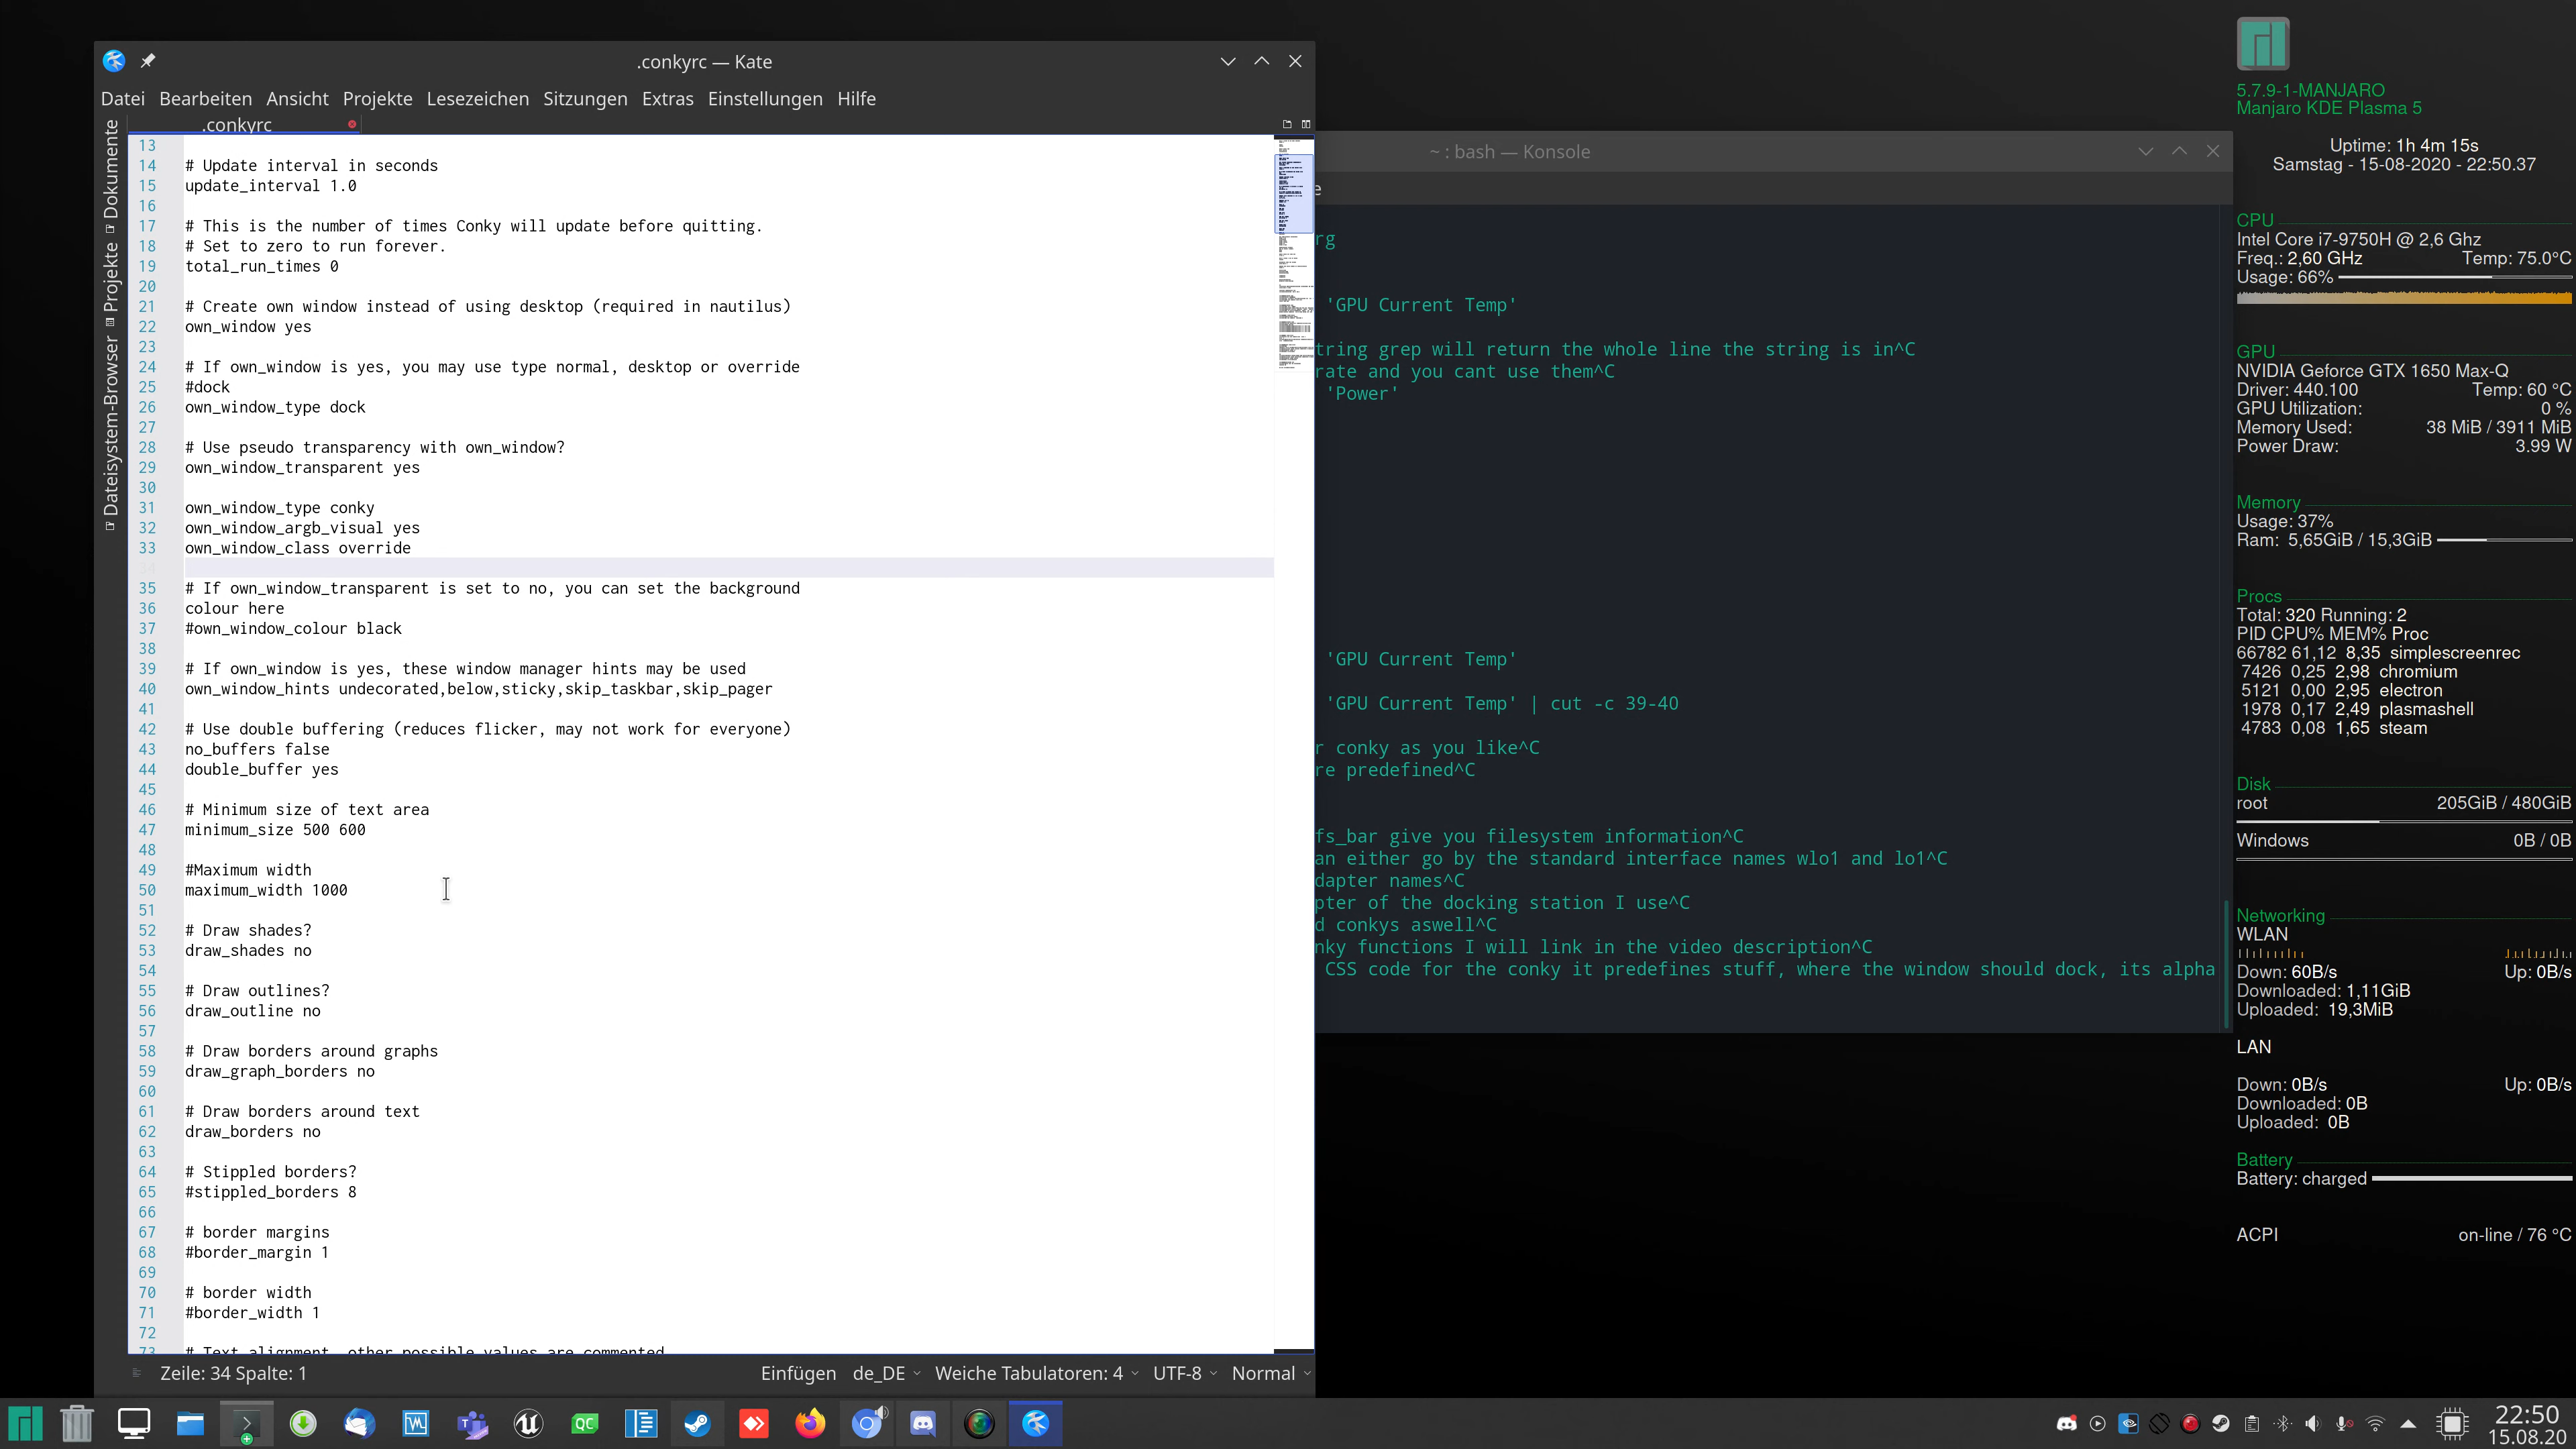 .conkyrc — Kate
Datei Bearbeiten Ansicht Projekte Lesezeichen Sitzungen Extras Einstellungen Hilfe
.conkyrc
Dokumente
Projekte
Dateisystem-Browser
13
14 # Update interval in seconds
15 update_interval 1.0
16
17 # This is the number of times Conky will update before quitting.
18 # Set to zero to run forever.
19 total_run_times 0
20
21 # Create own window instead of using desktop (required in nautilus)
22 own_window yes
23
24 # If own_window is yes, you may use type normal, desktop or override
25 #dock
26 own_window_type dock
27
28 # Use pseudo transparency with own_window?
29 own_window_transparent yes
30
31 own_window_type conky
32 own_window_argb_visual yes
33 own_window_class override
34
35 # If own_window_transparent is set to no, you can set the background
36 colour here
37 #own_window_colour black
38
39 # If own_window is yes, these window manager hints may be used
40 own_window_hints undecorated,below,sticky,skip_taskbar,skip_pager
41
42 # Use double buffering (reduces flicker, may not work for everyone)
43 no_buffers false
44 double_buffer yes
45
46 # Minimum size of text area
47 minimum_size 500 600
48
49 #Maximum width
50 maximum_width 1000
51
52 # Draw shades?
53 draw_shades no
54
55 # Draw outlines?
56 draw_outline no
57
58 # Draw borders around graphs
59 draw_graph_borders no
60
61 # Draw borders around text
62 draw_borders no
63
64 # Stippled borders?
65 #stippled_borders 8
66
67 # border margins
68 #border_margin 1
69
70 # border width
71 #border_width 1
72
73 # Text alignment, other possible values are commented
Zeile: 34 Spalte: 1 Einfügen de_DE Weiche Tabulatoren: 4 UTF-8 Normal
~ : bash — Konsole
e
rg
'GPU Current Temp'
tring grep will return the whole line the string is in^C
rate and you cant use them^C
'Power'
'GPU Current Temp'
'GPU Current Temp' | cut -c 39-40
r conky as you like^C
re predefined^C
fs_bar give you filesystem information^C
an either go by the standard interface names wlo1 and lo1^C
dapter names^C
pter of the docking station I use^C
d conkys aswell^C
nky functions I will link in the video description^C
CSS code for the conky it predefines stuff, where the window should dock, its alpha
5.7.9-1-MANJARO
Manjaro KDE Plasma 5
Uptime: 1h 4m 15s
Samstag - 15-08-2020 - 22:50.37
CPU
Intel Core i7-9750H @ 2,6 Ghz
Freq.: 2,60 GHz Temp: 75.0°C
Usage: 66%
GPU
NVIDIA Geforce GTX 1650 Max-Q
Driver: 440.100 Temp: 60 °C
GPU Utilization: 0 %
Memory Used: 38 MiB / 3911 MiB
Power Draw: 3.99 W
Memory
Usage: 37%
Ram: 5,65GiB / 15,3GiB
Procs
Total: 320 Running: 2
PID CPU% MEM% Proc
66782 61,12 8,35 simplescreenrec
7426 0,25 2,98 chromium
5121 0,00 2,95 electron
1978 0,17 2,49 plasmashell
4783 0,08 1,65 steam
Disk
root 205GiB / 480GiB
Windows 0B / 0B
Networking
WLAN
Down: 60B/s Up: 0B/s
Downloaded: 1,11GiB
Uploaded: 19,3MiB
LAN
Down: 0B/s Up: 0B/s
Downloaded: 0B
Uploaded: 0B
Battery
Battery: charged
ACPI on-line / 76 °C
QC
22:50
15.08.20